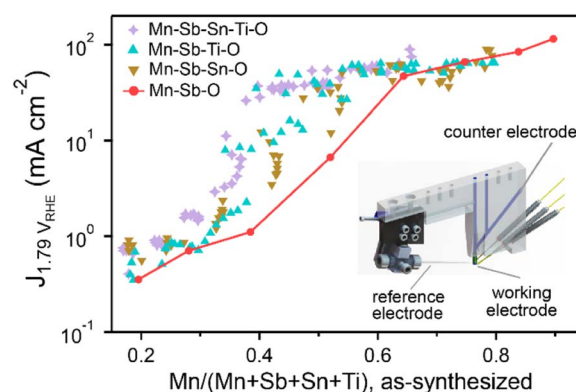 Mn-Sb-Sn-Ti-O
Mn-Sb-Ti-O
Mn-Sb-Sn-O
Mn-Sb-O
J1.79 VRHE (mA cm-2)
10²
10¹
10⁰
10⁻¹
0.2
0.4
0.6
0.8
Mn/(Mn+Sb+Sn+Ti), as-synthesized
counter electrode
reference
electrode
working
electrode